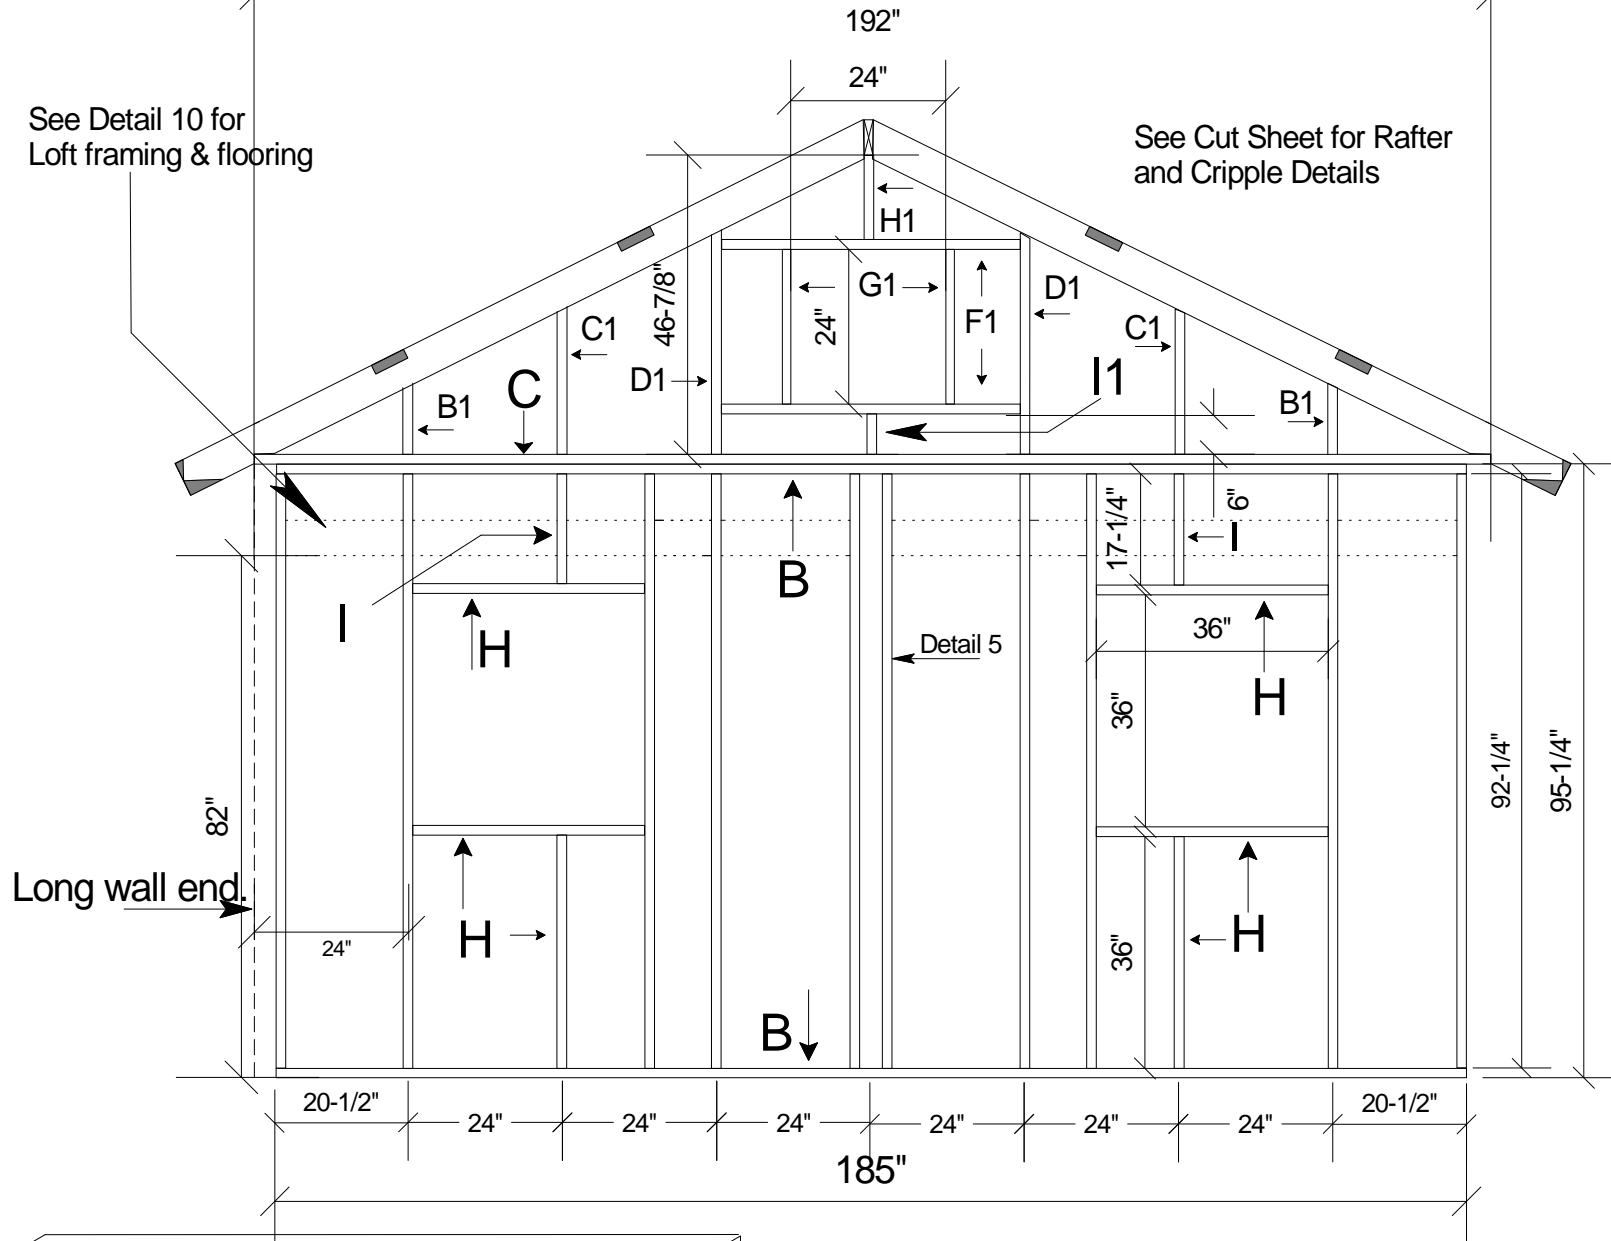 192"
24"
See Detail 10 for
Loft framing & flooring
See Cut Sheet for Rafter
and Cripple Details
H1
46-7/8"
G1
24"
F1
D1
C1
C1
D1
C
I1
B1
B1
6"
17-1/4"
I
I
B
H
Detail 5
36"
H
36"
82"
92-1/4"
95-1/4"
Long wall end.
24"
H
H
36"
B
20-1/2"
24"
24"
24"
24"
24"
24"
20-1/2"
185"